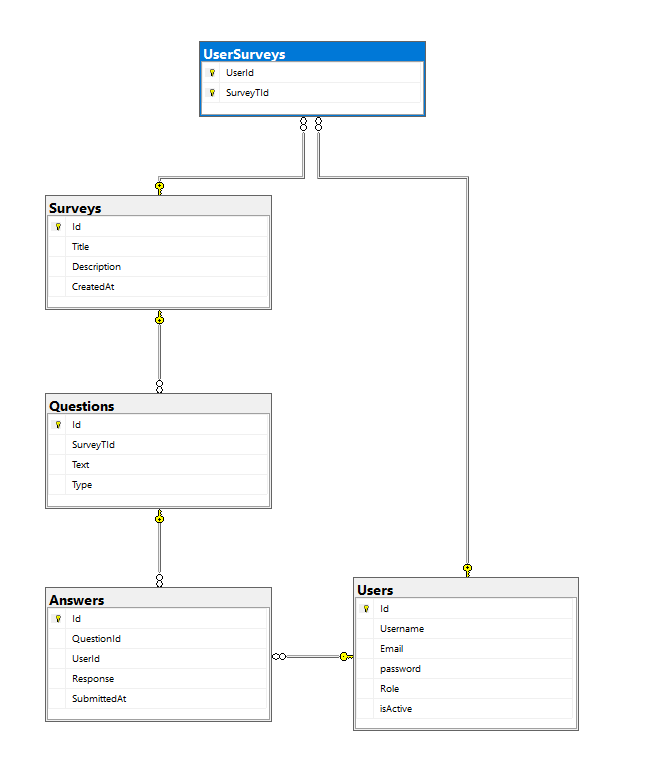 UserSurveys
UserId
SurveyTId
Surveys
Id
Title
Description
CreatedAt
Questions
Id
SurveyTId
Text
Type
Answers
Id
QuestionId
UserId
Response
SubmittedAt
Users
Id
Username
Email
password
Role
isActive